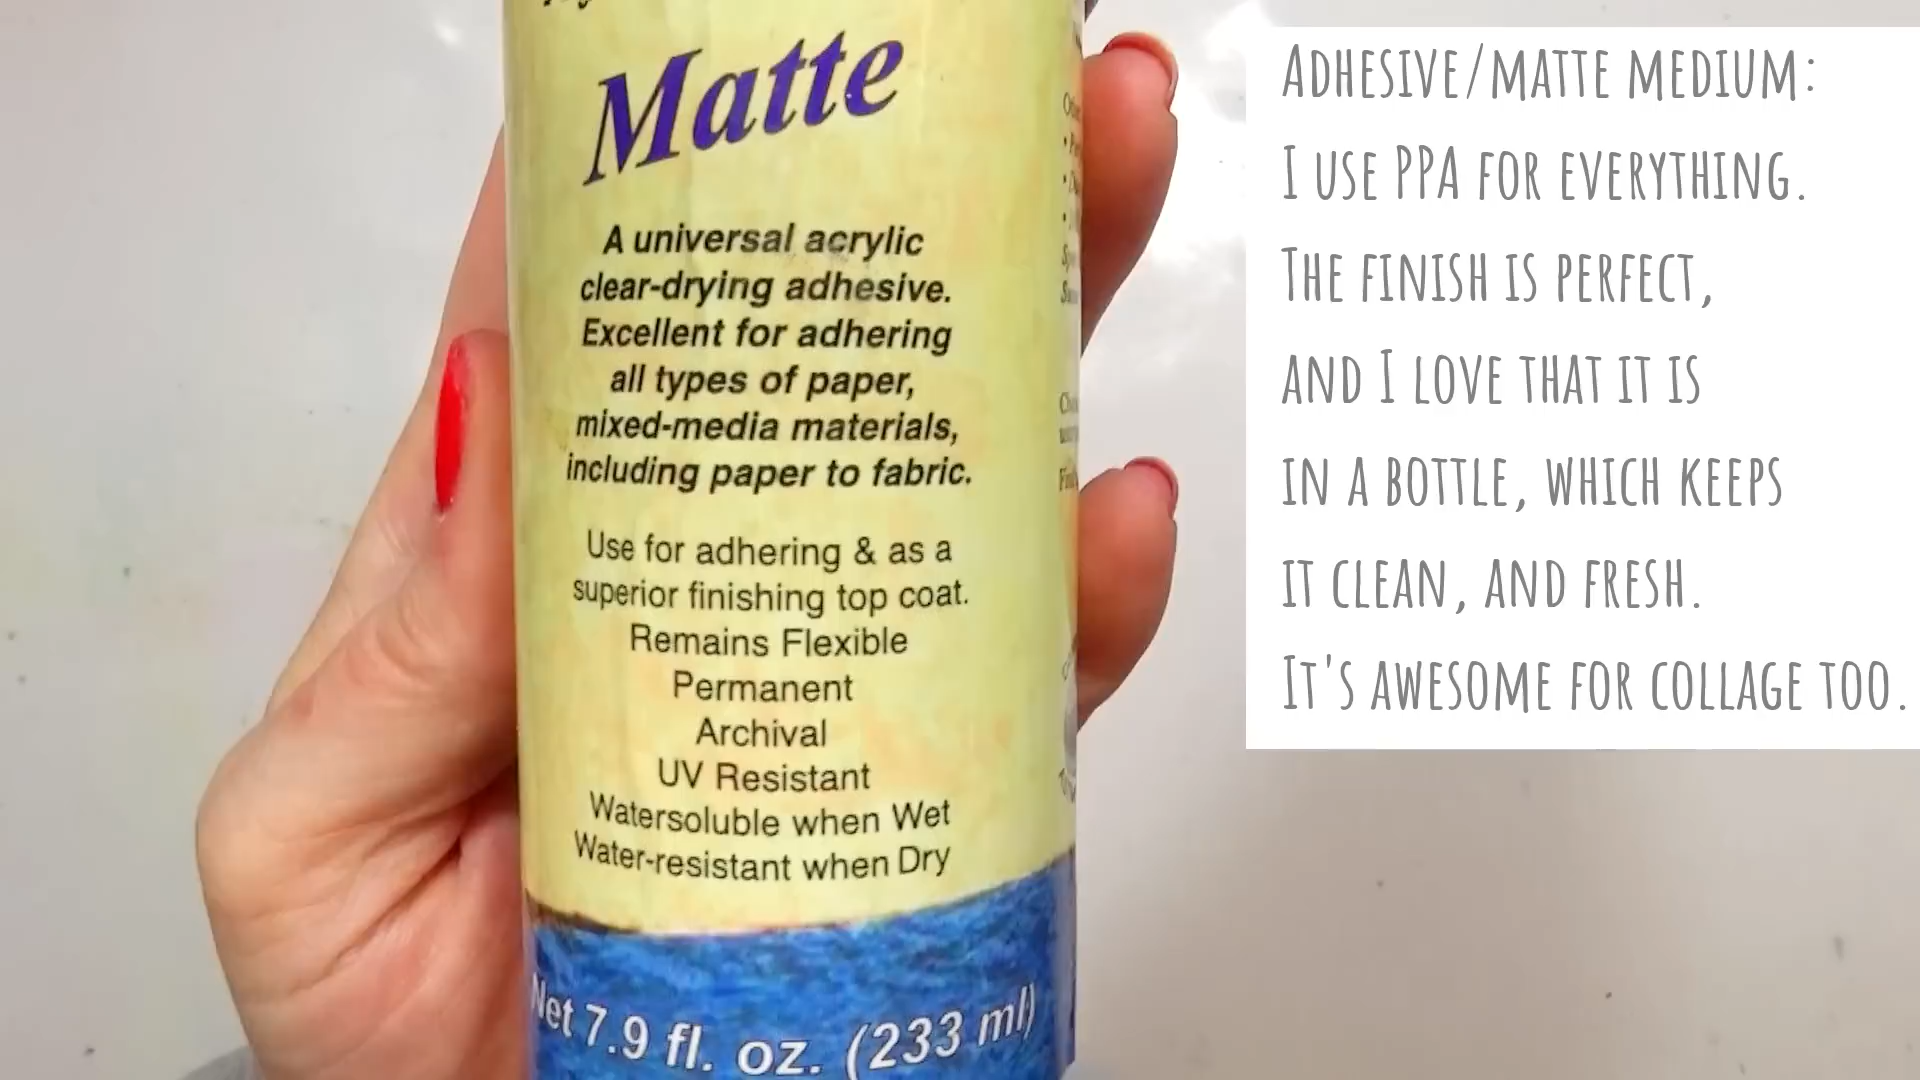 Matte
A universal acrylic
clear-drying adhesive.
Excellent for adhering
all types of paper,
mixed-media materials,
including paper to fabric.
Use for adhering & as a
superior finishing top coat.
Remains Flexible
Permanent
Archival
UV Resistant
Watersoluble when Wet
Water-resistant when Dry
Net 7.9 fl. oz. (233 ml)
Adhesive/matte medium:
I use PPA for everything.
The finish is perfect,
and I love that it is
in a bottle, which keeps
it clean, and fresh.
It's awesome for collage too.